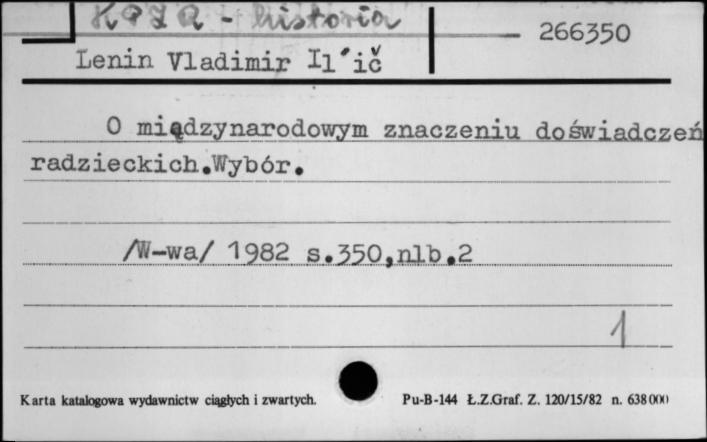 - historia
266350
Lenin Vladimir Il´ič
O międzynarodowym znaczeniu doświadczeń
radzieckich.Wybór.
/W-wa/ 1982 s.350,nlb.2
1
Karta katalogowa wydawnictw ciągłych i zwartych.
Pu-B-144 Ł.Z.Graf. Z. 120/15/82 n. 638000